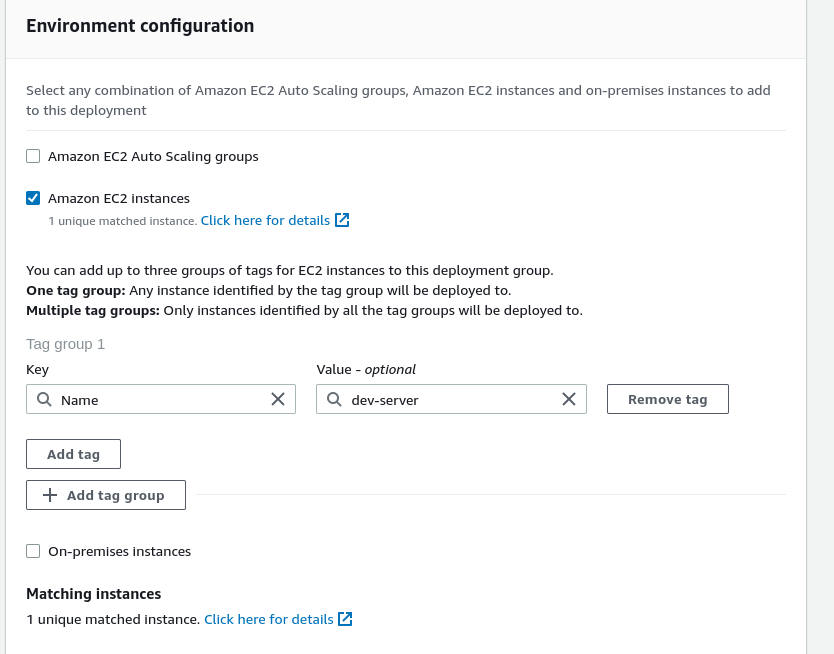 Environment configuration
Select any combination of Amazon EC2 Auto Scaling groups, Amazon EC2 instances and on-premises instances to add
to this deployment
Amazon EC2 Auto Scaling groups
Amazon EC2 instances
1 unique matched instance. Click here for details
You can add up to three groups of tags for EC2 instances to this deployment group.
One tag group: Any instance identified by the tag group will be deployed to.
Multiple tag groups: Only instances identified by all the tag groups will be deployed to.
Tag group 1
Key Value - optional
Name dev-server Remove tag
Add tag
Add tag group
On-premises instances
Matching instances
1 unique matched instance. Click here for details